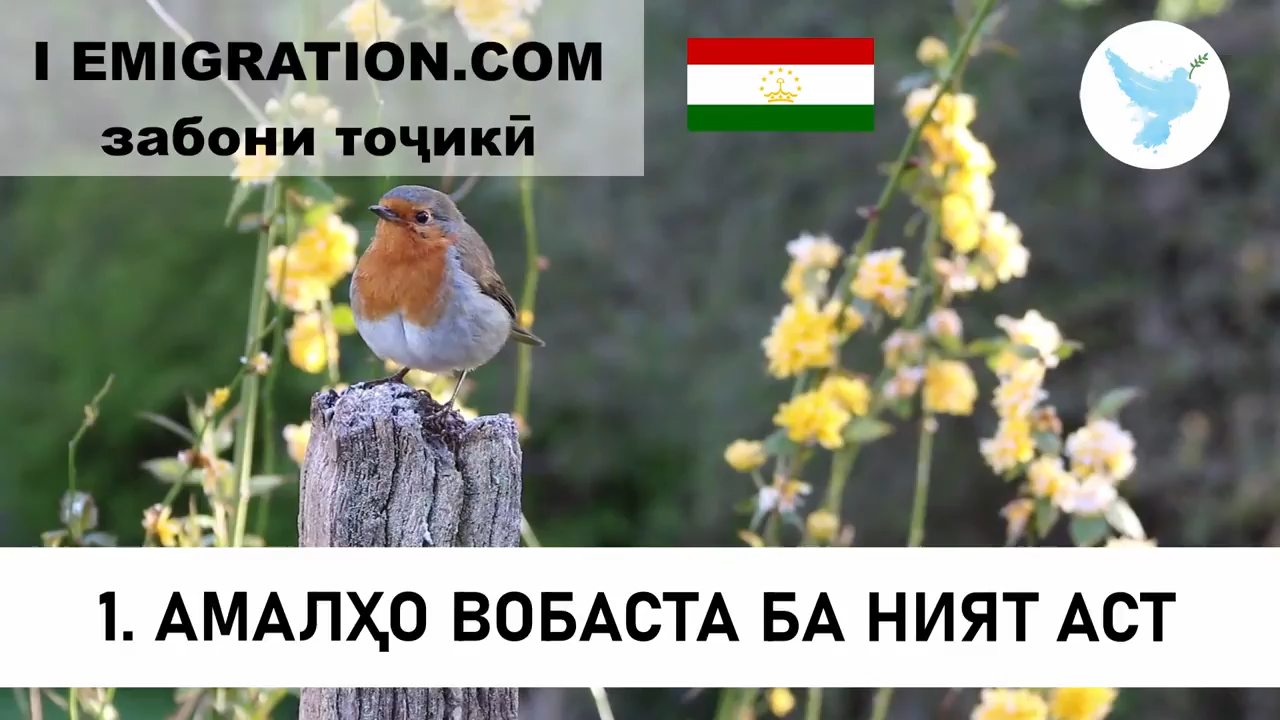 I EMIGRATION.COM
забони тоҷикӣ
1. АМАЛҲО ВОБАСТА БА НИЯТ АСТ